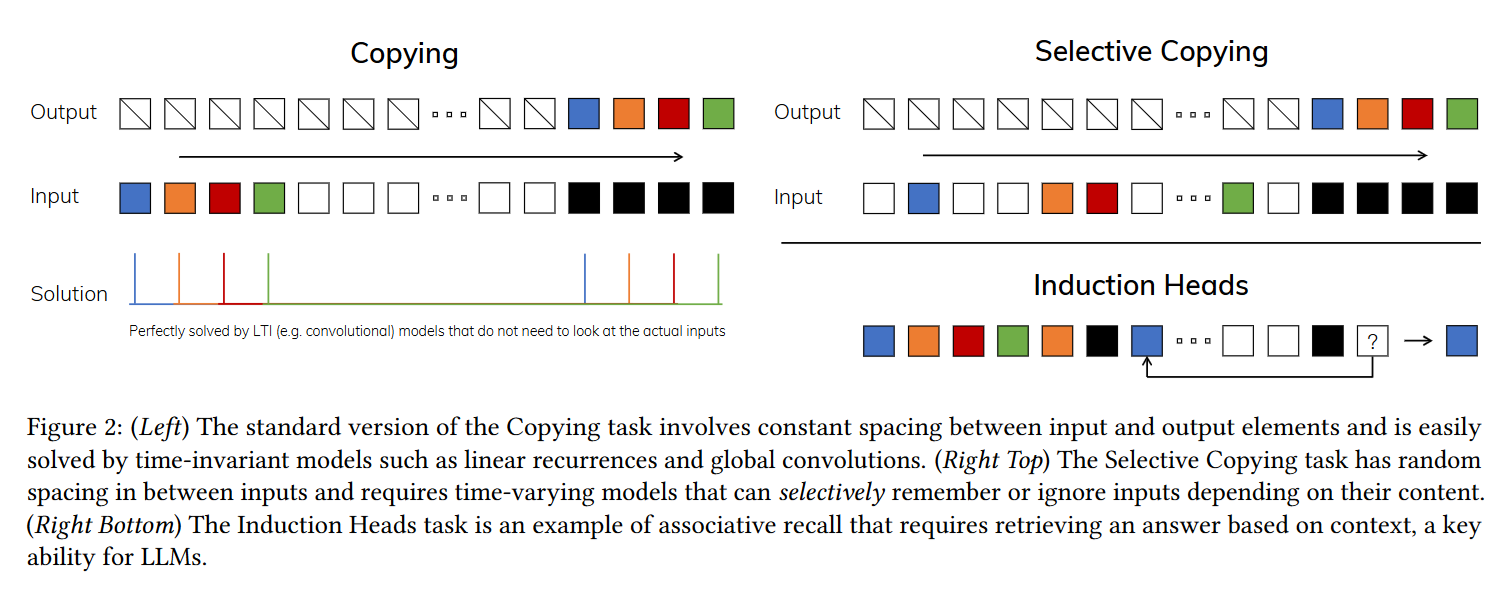 Copying
Output
Input
Solution
Perfectly solved by LTI (e.g. convolutional) models that do not need to look at the actual inputs
Selective Copying
Output
Input
Induction Heads
?
Figure 2: (Left) The standard version of the Copying task involves constant spacing between input and output elements and is easily
solved by time-invariant models such as linear recurrences and global convolutions. (Right Top) The Selective Copying task has random
spacing in between inputs and requires time-varying models that can selectively remember or ignore inputs depending on their content.
(Right Bottom) The Induction Heads task is an example of associative recall that requires retrieving an answer based on context, a key
ability for LLMs.